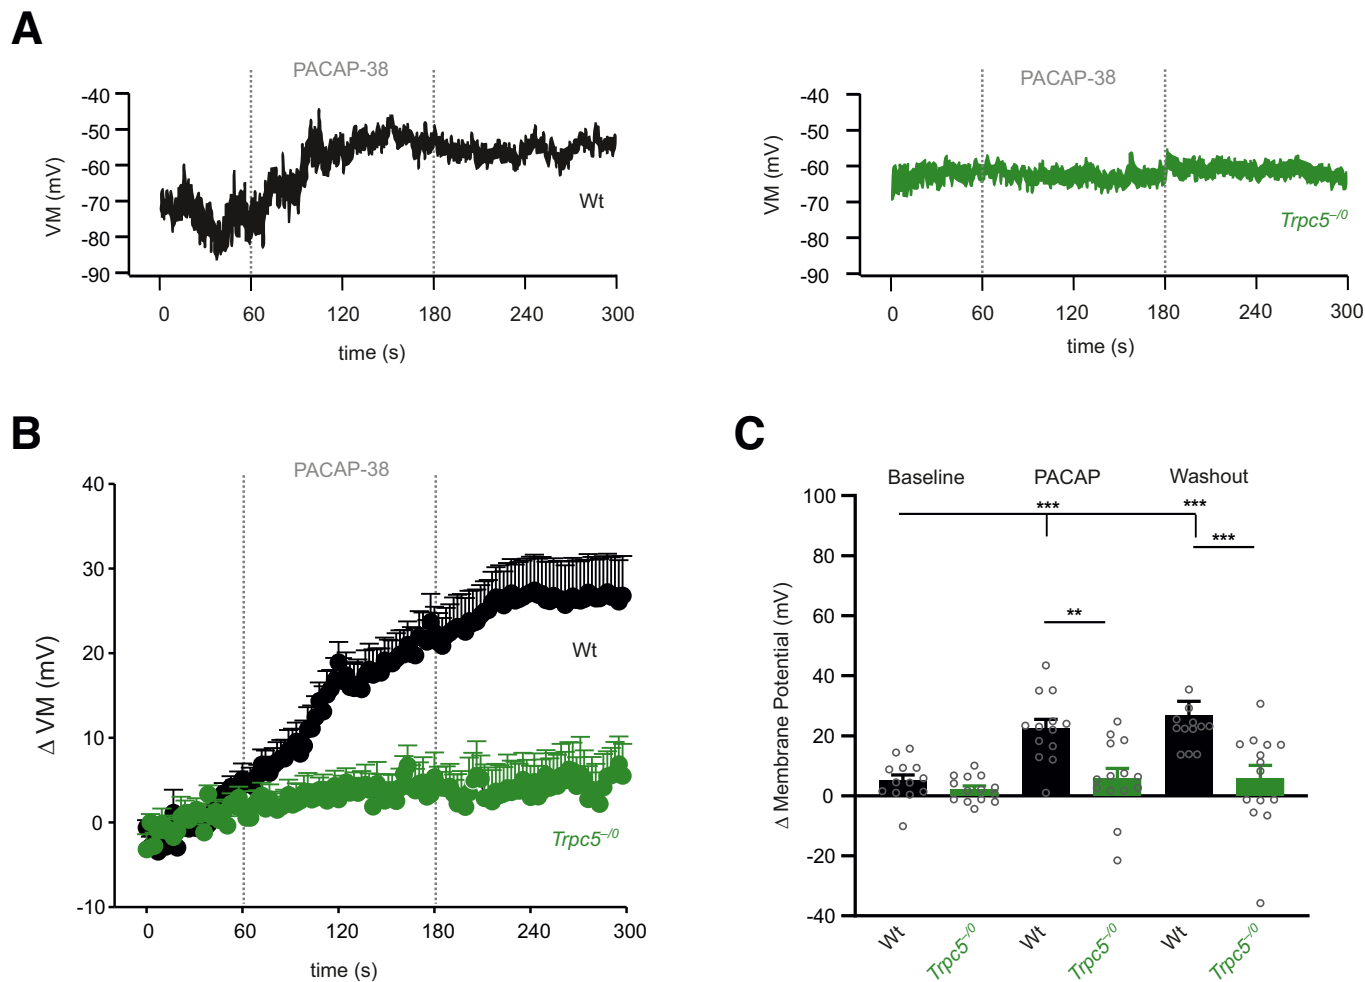 A
PACAP-38
-40
-50
-60
-70
-80
-90
VM (mV)
Wt
0 60 120 180 240 300
time (s)
PACAP-38
-40
-50
-60
-70
-80
-90
VM (mV)
Trpc5–/0
0 60 120 180 240 300
time (s)
B
PACAP-38
40
30
20
10
0
-10
Δ VM (mV)
Wt
Trpc5–/0
0 60 120 180 240 300
time (s)
C
Baseline PACAP Washout
*** ***
***
**
100
80
60
40
20
0
-20
-40
Δ Membrane Potential (mV)
Wt Trpc5–/0 Wt Trpc5–/0 Wt Trpc5–/0